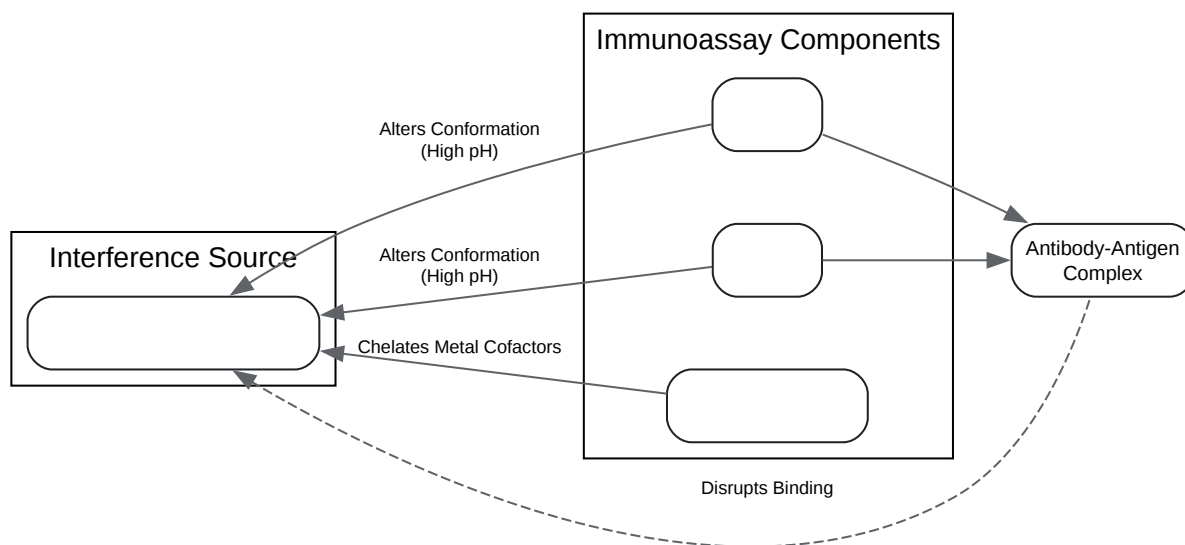 Immunoassay Components
Alters Conformation
(High pH)
Interference Source
Alters Conformation
(High pH)
Antibody-Antigen
Complex
Chelates Metal Cofactors
Disrupts Binding